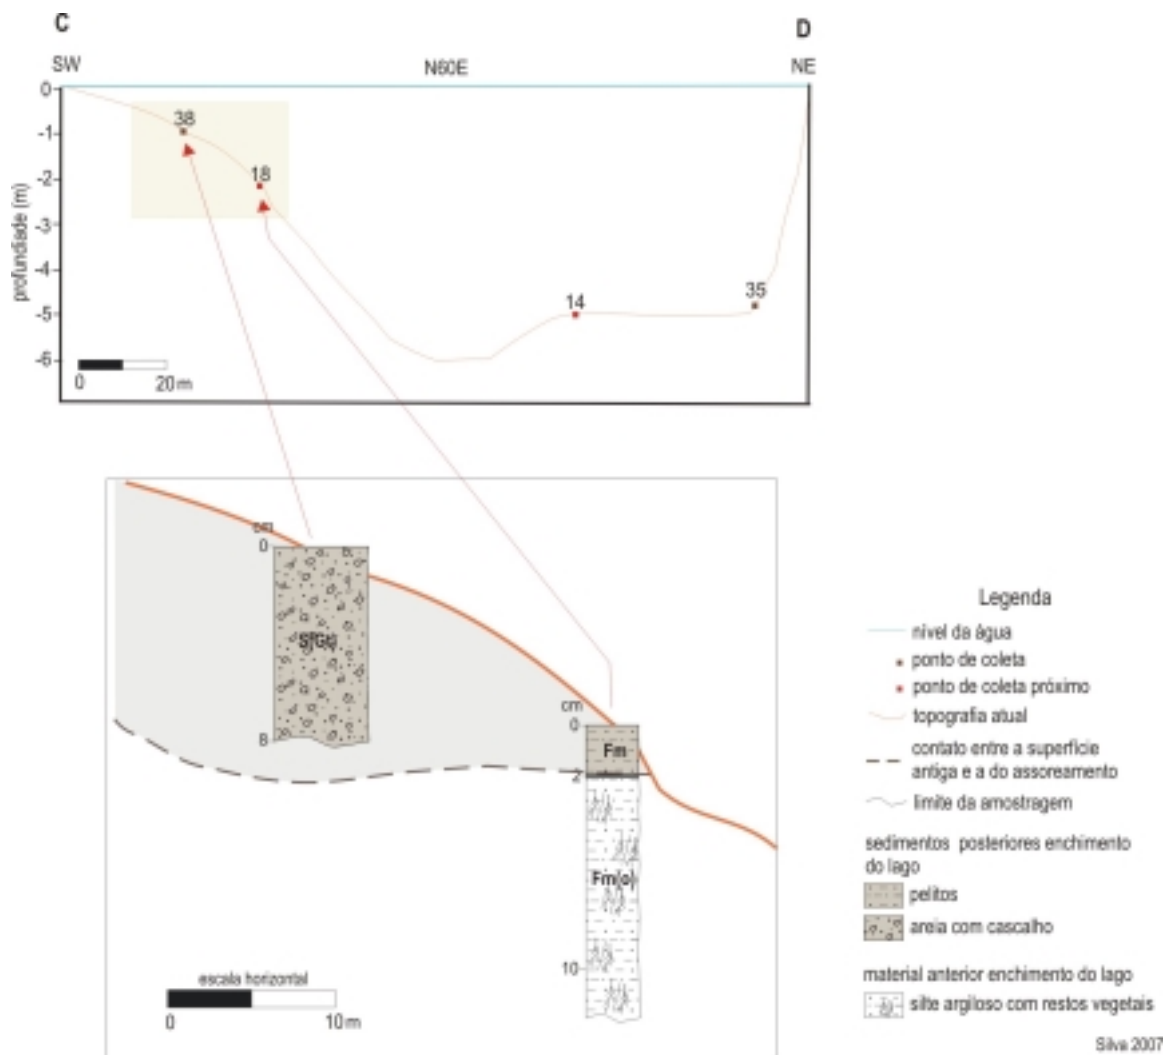 C
D
SW
N60E
NE
profundiade (m)
0
-1
-2
-3
-4
-5
-6
38
18
14
35
0 20 m
cm
0
8
cm
0
Fm
2
Fm(o)
10
escala horizontal
0 10 m
Legenda
nível da água
ponto de coleta
ponto de coleta próximo
topografia atual
contato entre a superfície
antiga e a do assoreamento
limite da amostragem
sedimentos posteriores enchimento
do lago
pelitos
areia com cascalho
material anterior enchimento do lago
silte argiloso com restos vegetais
Silva 2007